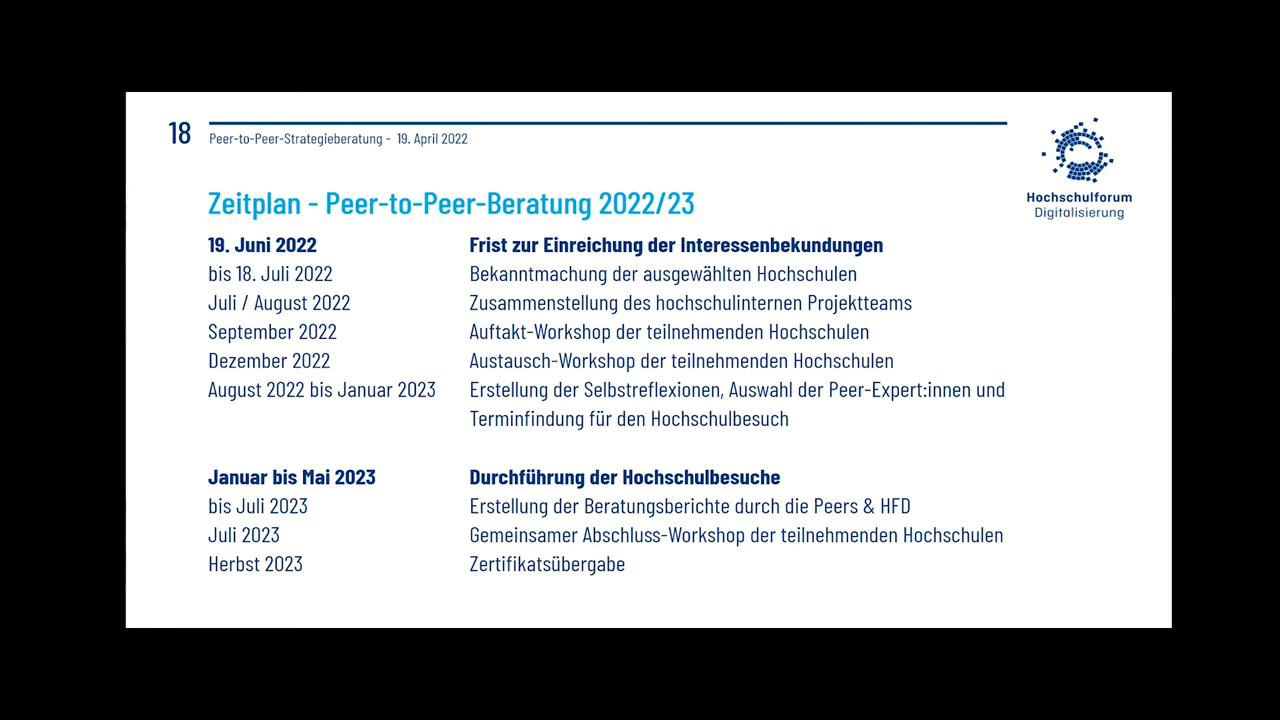 18
Peer-to-Peer-Strategieberatung - 19. April 2022
Hochschulforum
Digitalisierung
Zeitplan - Peer-to-Peer-Beratung 2022/23
19. Juni 2022 Frist zur Einreichung der Interessenbekundungen
bis 18. Juli 2022 Bekanntmachung der ausgewählten Hochschulen
Juli / August 2022 Zusammenstellung des hochschulinternen Projektteams
September 2022 Auftakt-Workshop der teilnehmenden Hochschulen
Dezember 2022 Austausch-Workshop der teilnehmenden Hochschulen
August 2022 bis Januar 2023 Erstellung der Selbstreflexionen, Auswahl der Peer-Expert:innen und
Terminfindung für den Hochschulbesuch
Januar bis Mai 2023 Durchführung der Hochschulbesuche
bis Juli 2023 Erstellung der Beratungsberichte durch die Peers & HFD
Juli 2023 Gemeinsamer Abschluss-Workshop der teilnehmenden Hochschulen
Herbst 2023 Zertifikatsübergabe